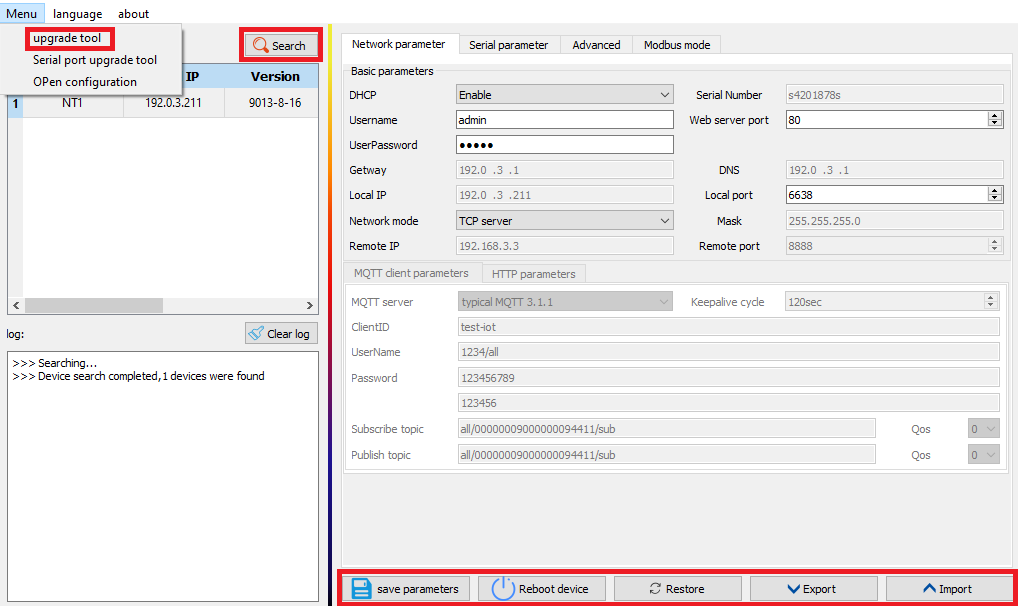 Menu language about
upgrade tool
Serial port upgrade tool
OPen configuration
Search
IP Version
1 NT1 192.0.3.211 9013-8-16
log:
Clear log
>>> Searching...
>>> Device search completed,1 devices were found
Network parameter Serial parameter Advanced Modbus mode
Basic parameters
DHCP Enable Serial Number s4201878s
Username admin Web server port 80
UserPassword •••••
Getway 192.0 .3 .1 DNS 192.0 .3 .1
Local IP 192.0 .3 .211 Local port 6638
Network mode TCP server Mask 255.255.255.0
Remote IP 192.168.3.3 Remote port 8888
MQTT client parameters HTTP parameters
MQTT server typical MQTT 3.1.1 Keepalive cycle 120sec
ClientID test-iot
UserName 1234/all
Password 123456789
123456
Subscribe topic all/00000009000000094411/sub Qos 0
Publish topic all/00000009000000094411/sub Qos 0
save parameters Reboot device Restore Export Import